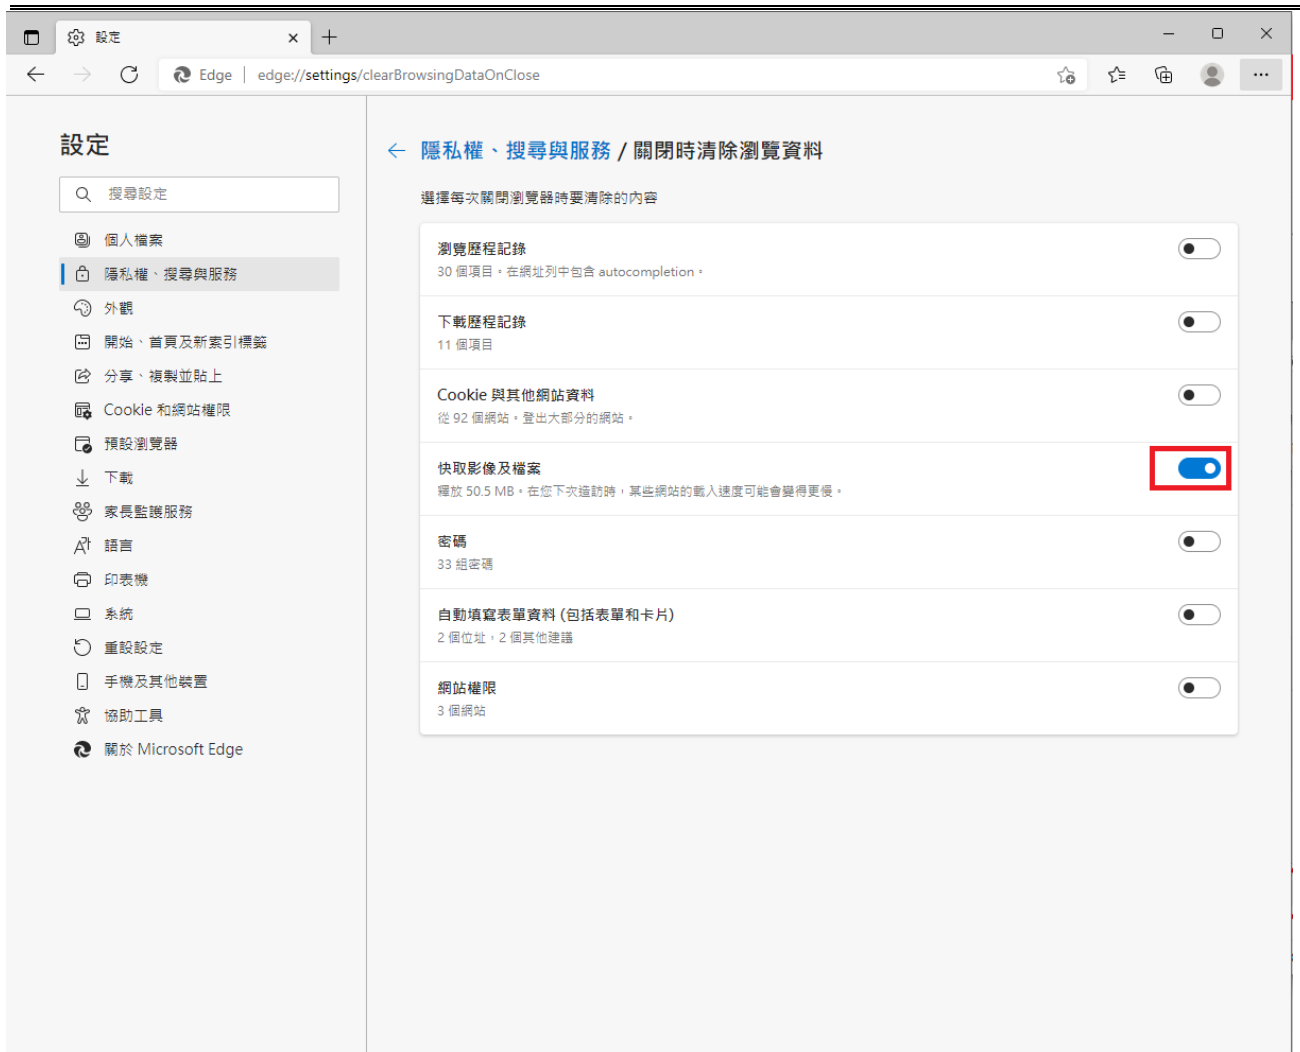 設定
Edge
edge://settings/clearBrowsingDataOnClose
設定
搜尋設定
個人檔案
隱私權、搜尋與服務
外觀
開始、首頁及新索引標籤
分享、複製並貼上
Cookie 和網站權限
預設瀏覽器
下載
家長監護服務
語言
印表機
系統
重設設定
手機及其他裝置
協助工具
關於 Microsoft Edge
隱私權、搜尋與服務 / 關閉時清除瀏覽資料
選擇每次關閉瀏覽器時要清除的內容
瀏覽歷程記錄
30 個項目。在網址列中包含 autocompletion。
下載歷程記錄
11 個項目
Cookie 與其他網站資料
從 92 個網站。登出大部分的網站。
快取影像及檔案
釋放 50.5 MB。在您下次造訪時，某些網站的載入速度可能會變得更慢。
密碼
33 組密碼
自動填寫表單資料 (包括表單和卡片)
2 個位址，2 個其他建議
網站權限
3 個網站